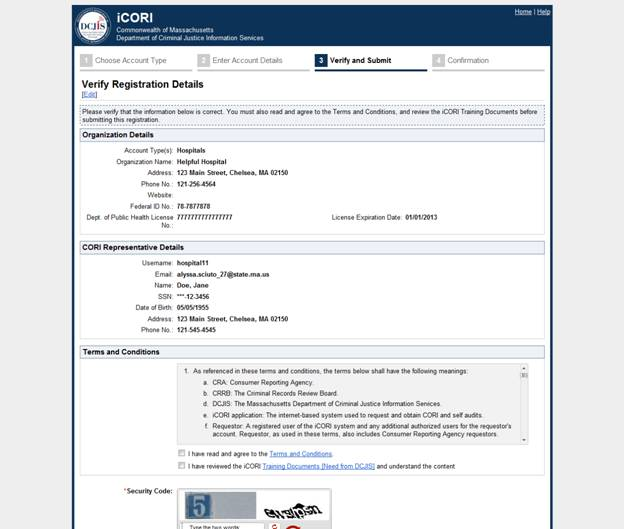 DCJIS
iCORI
Commonwealth of Massachusetts
Department of Criminal Justice Information Services
Home | Help
1 Choose Account Type
2 Enter Account Details
3 Verify and Submit
4 Confirmation
Verify Registration Details
[Edit]
Please verify that the information below is correct. You must also read and agree to the Terms and Conditions, and review the iCORI Training Documents before
submitting this registration.
Organization Details
Account Type(s): Hospitals
Organization Name: Helpful Hospital
Address: 123 Main Street, Chelsea, MA 02150
Phone No.: 121-256-4564
Website:
Federal ID No.: 78-7877878
Dept. of Public Health License No.: 777777777777777
License Expiration Date: 01/01/2013
CORI Representative Details
Username: hospital11
Email: alyssa.sciuto_27@state.ma.us
Name: Doe, Jane
SSN: ***-12-3456
Date of Birth: 05/05/1955
Address: 123 Main Street, Chelsea, MA 02150
Phone No.: 121-545-4545
Terms and Conditions
1. As referenced in these terms and conditions, the terms below shall have the following meanings:
a. CRA: Consumer Reporting Agency.
b. CRRB: The Criminal Records Review Board.
d. DCJIS: The Massachusetts Department of Criminal Justice Information Services.
e. iCORI application: The internet-based system used to request and obtain CORI and self audits.
f. Requestor: A registered user of the iCORI system and any additional authorized users for the requestor's
account. Requestor, as used in these terms, also includes Consumer Reporting Agency requestors.
I have read and agree to the Terms and Conditions.
I have reviewed the iCORI Training Documents [Need from DCJIS] and understand the content
*Security Code:
5
Type the two words: